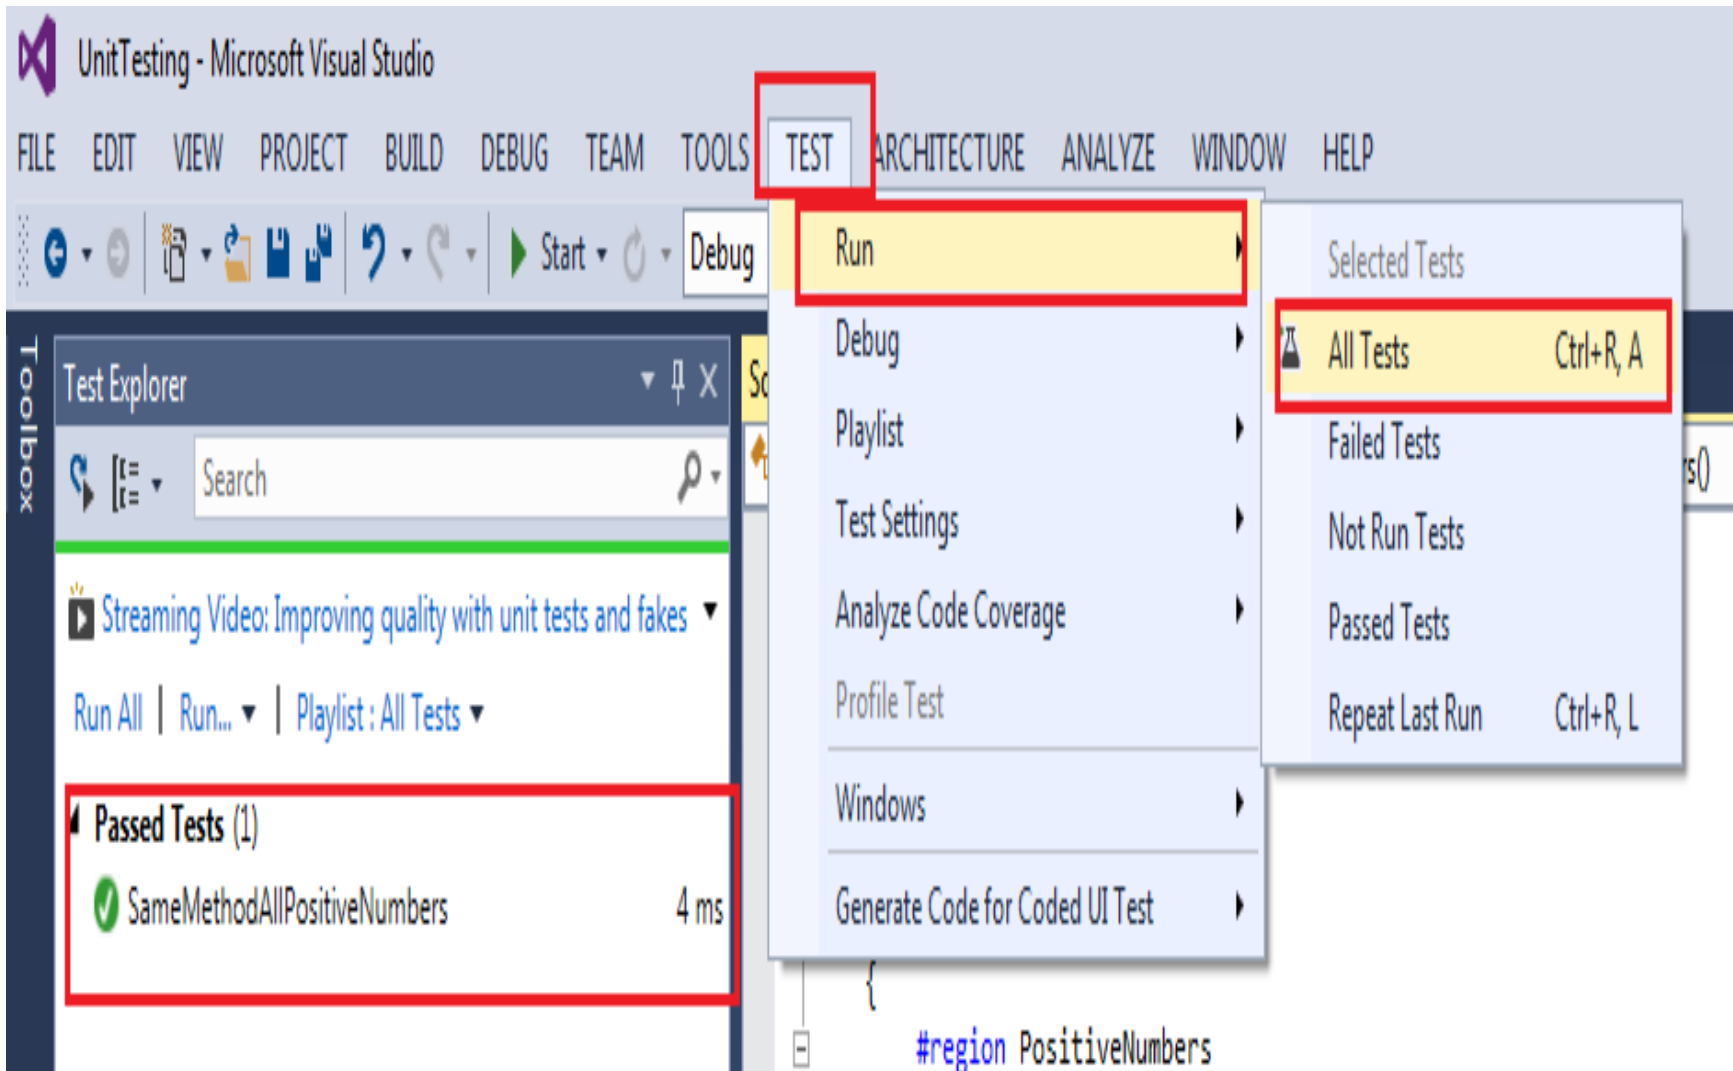 UnitTesting - Microsoft Visual Studio
FILE EDIT VIEW PROJECT BUILD DEBUG TEAM TOOLS TEST ARCHITECTURE ANALYZE WINDOW HELP
Start Debug
Toolbox
Test Explorer
Search
Streaming Video: Improving quality with unit tests and fakes
Run All | Run... | Playlist : All Tests
Passed Tests (1)
SameMethodAllPositiveNumbers 4 ms
Run
Debug
Playlist
Test Settings
Analyze Code Coverage
Profile Test
Windows
Generate Code for Coded UI Test
Selected Tests
All Tests Ctrl+R, A
Failed Tests
Not Run Tests
Passed Tests
Repeat Last Run Ctrl+R, L
{
#region PositiveNumbers